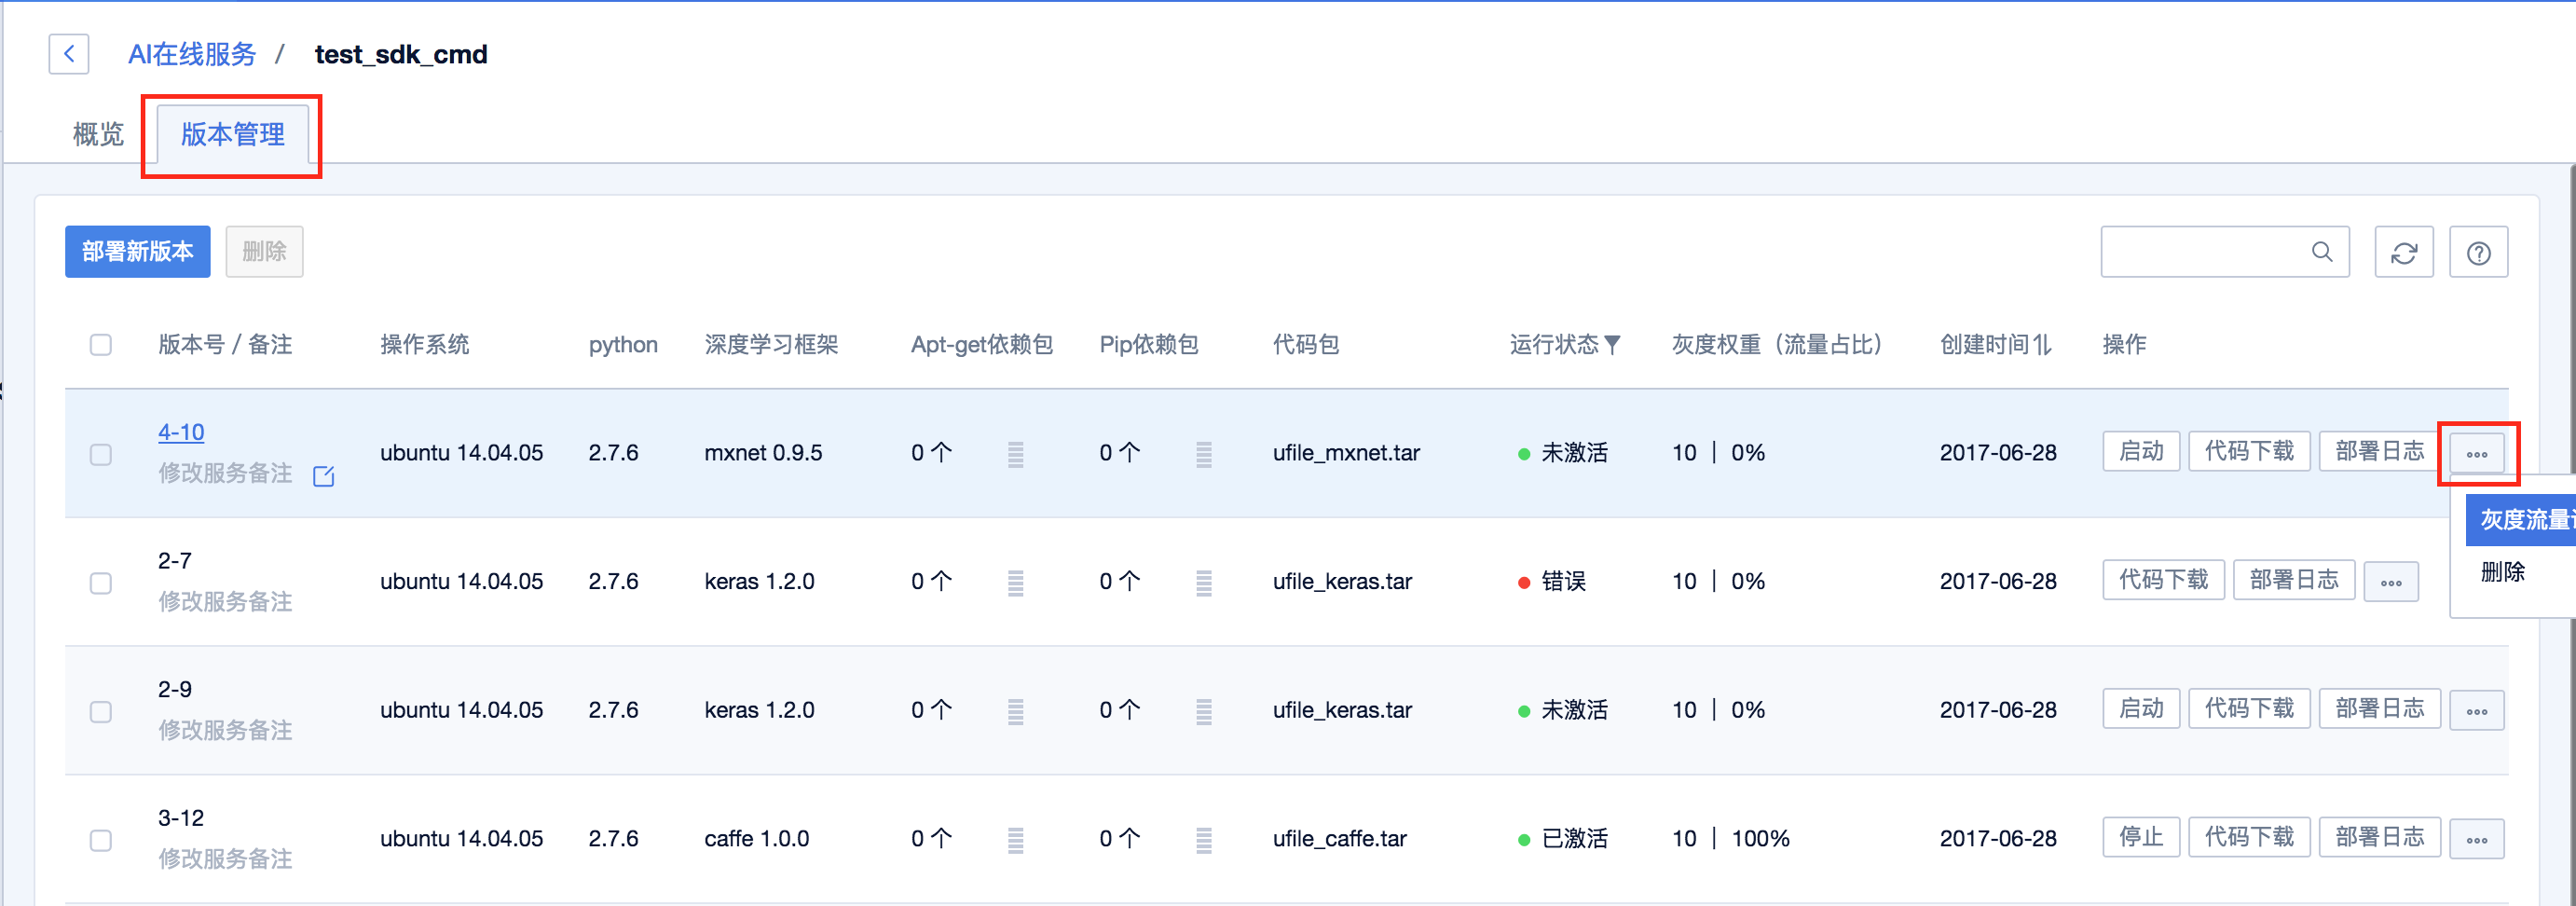 AI在线服务 / test_sdk_cmd
概览 版本管理
部署新版本 删除
版本号 / 备注 操作系统 python 深度学习框架 Apt-get依赖包 Pip依赖包 代码包 运行状态 灰度权重（流量占比） 创建时间 操作
4-10
修改服务备注
ubuntu 14.04.05 2.7.6 mxnet 0.9.5 0 个 0 个 ufile_mxnet.tar 未激活 10 | 0% 2017-06-28 启动 代码下载 部署日志
灰度流量
删除
2-7
修改服务备注
ubuntu 14.04.05 2.7.6 keras 1.2.0 0 个 0 个 ufile_keras.tar 错误 10 | 0% 2017-06-28 代码下载 部署日志
2-9
修改服务备注
ubuntu 14.04.05 2.7.6 keras 1.2.0 0 个 0 个 ufile_keras.tar 未激活 10 | 0% 2017-06-28 启动 代码下载 部署日志
3-12
修改服务备注
ubuntu 14.04.05 2.7.6 caffe 1.0.0 0 个 0 个 ufile_caffe.tar 已激活 10 | 100% 2017-06-28 停止 代码下载 部署日志